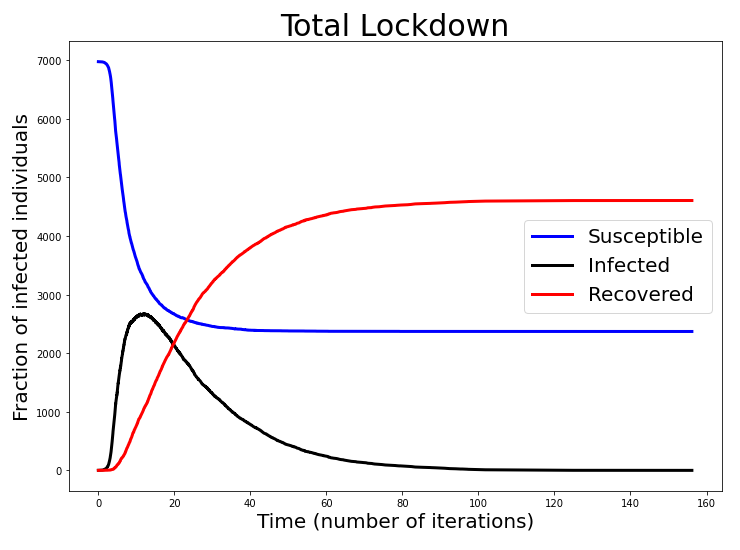 Total Lockdown
Fraction of infected individuals
7000
6000
5000
4000
3000
2000
1000
0
Susceptible
Infected
Recovered
0 20 40 60 80 100 120 140 160
Time (number of iterations)